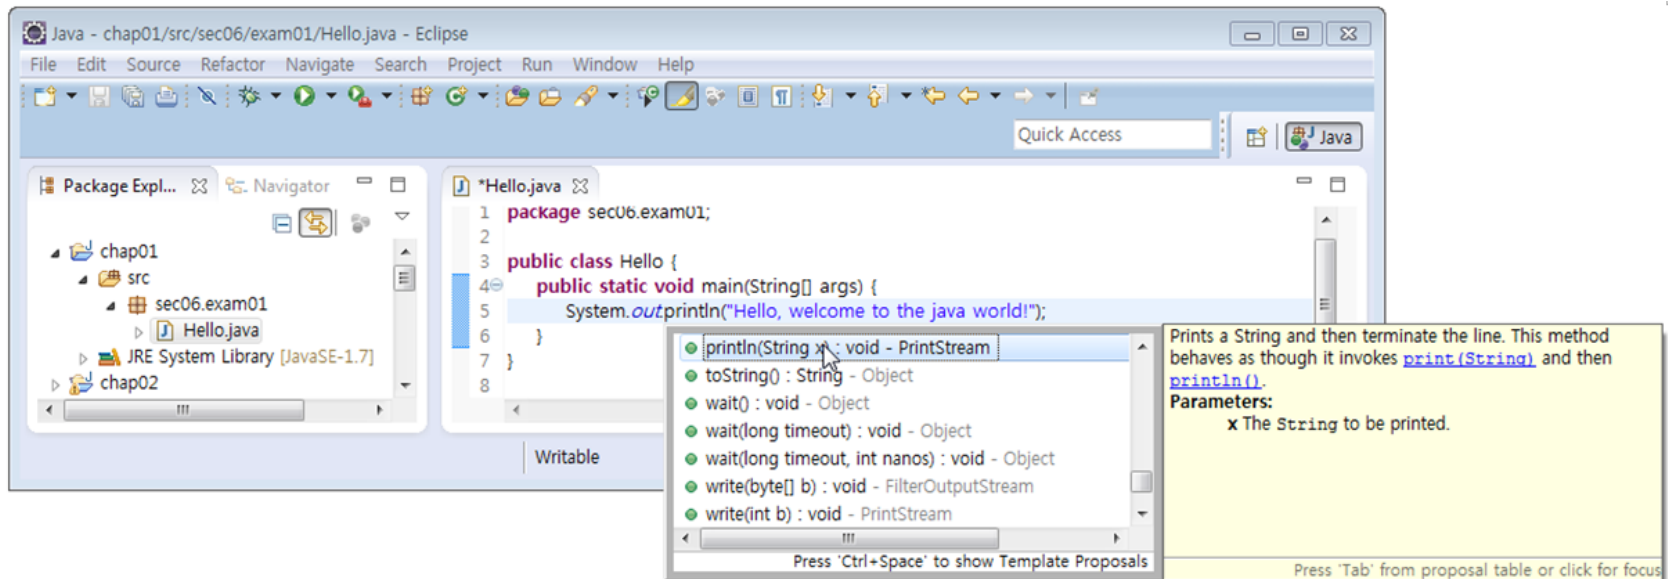 Java - chap01/src/sec06/exam01/Hello.java - Eclipse
File Edit Source Refactor Navigate Search Project Run Window Help
Quick Access
Java
Package Expl...
Navigator
chap01
src
sec06.exam01
Hello.java
JRE System Library [JavaSE-1.7]
chap02
*Hello.java
1 package sec06.exam01;
2
3 public class Hello {
4 public static void main(String[] args) {
5 System.out.println("Hello, welcome to the java world!");
6 }
7 }
8
Writable
println(String x) : void - PrintStream
toString() : String - Object
wait() : void - Object
wait(long timeout) : void - Object
wait(long timeout, int nanos) : void - Object
write(byte[] b) : void - FilterOutputStream
write(int b) : void - PrintStream
Press 'Ctrl+Space' to show Template Proposals
Prints a String and then terminate the line. This method
behaves as though it invokes print(String) and then
println().
Parameters:
x The String to be printed.
Press 'Tab' from proposal table or click for focus